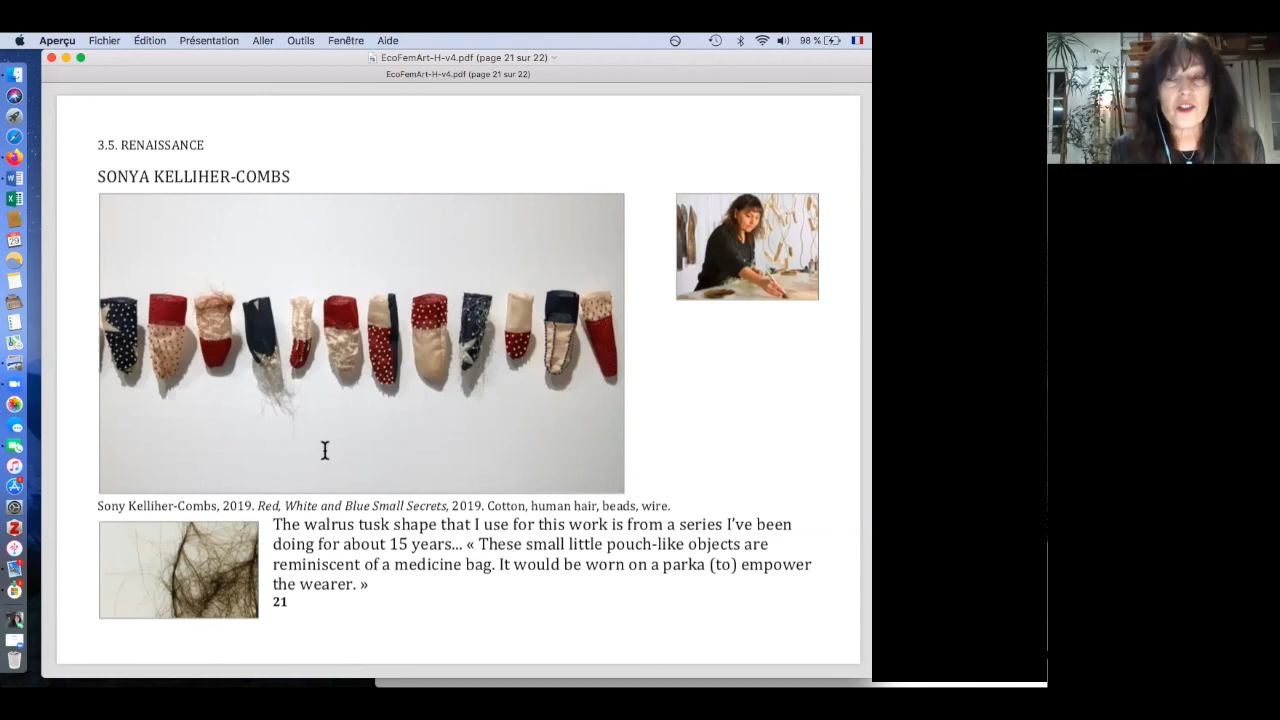 Aperçu Fichier Édition Présentation Aller Outils Fenêtre Aide 98 %
EcoFemArt-H-v4.pdf (page 21 sur 22)
EcoFemArt-H-v4.pdf (page 21 sur 22)
3.5. RENAISSANCE
SONYA KELLIHER-COMBS
Sony Kelliher-Combs, 2019. Red, White and Blue Small Secrets, 2019. Cotton, human hair, beads, wire.
The walrus tusk shape that I use for this work is from a series I’ve been
doing for about 15 years... « These small little pouch-like objects are
reminiscent of a medicine bag. It would be worn on a parka (to) empower
the wearer. »
21